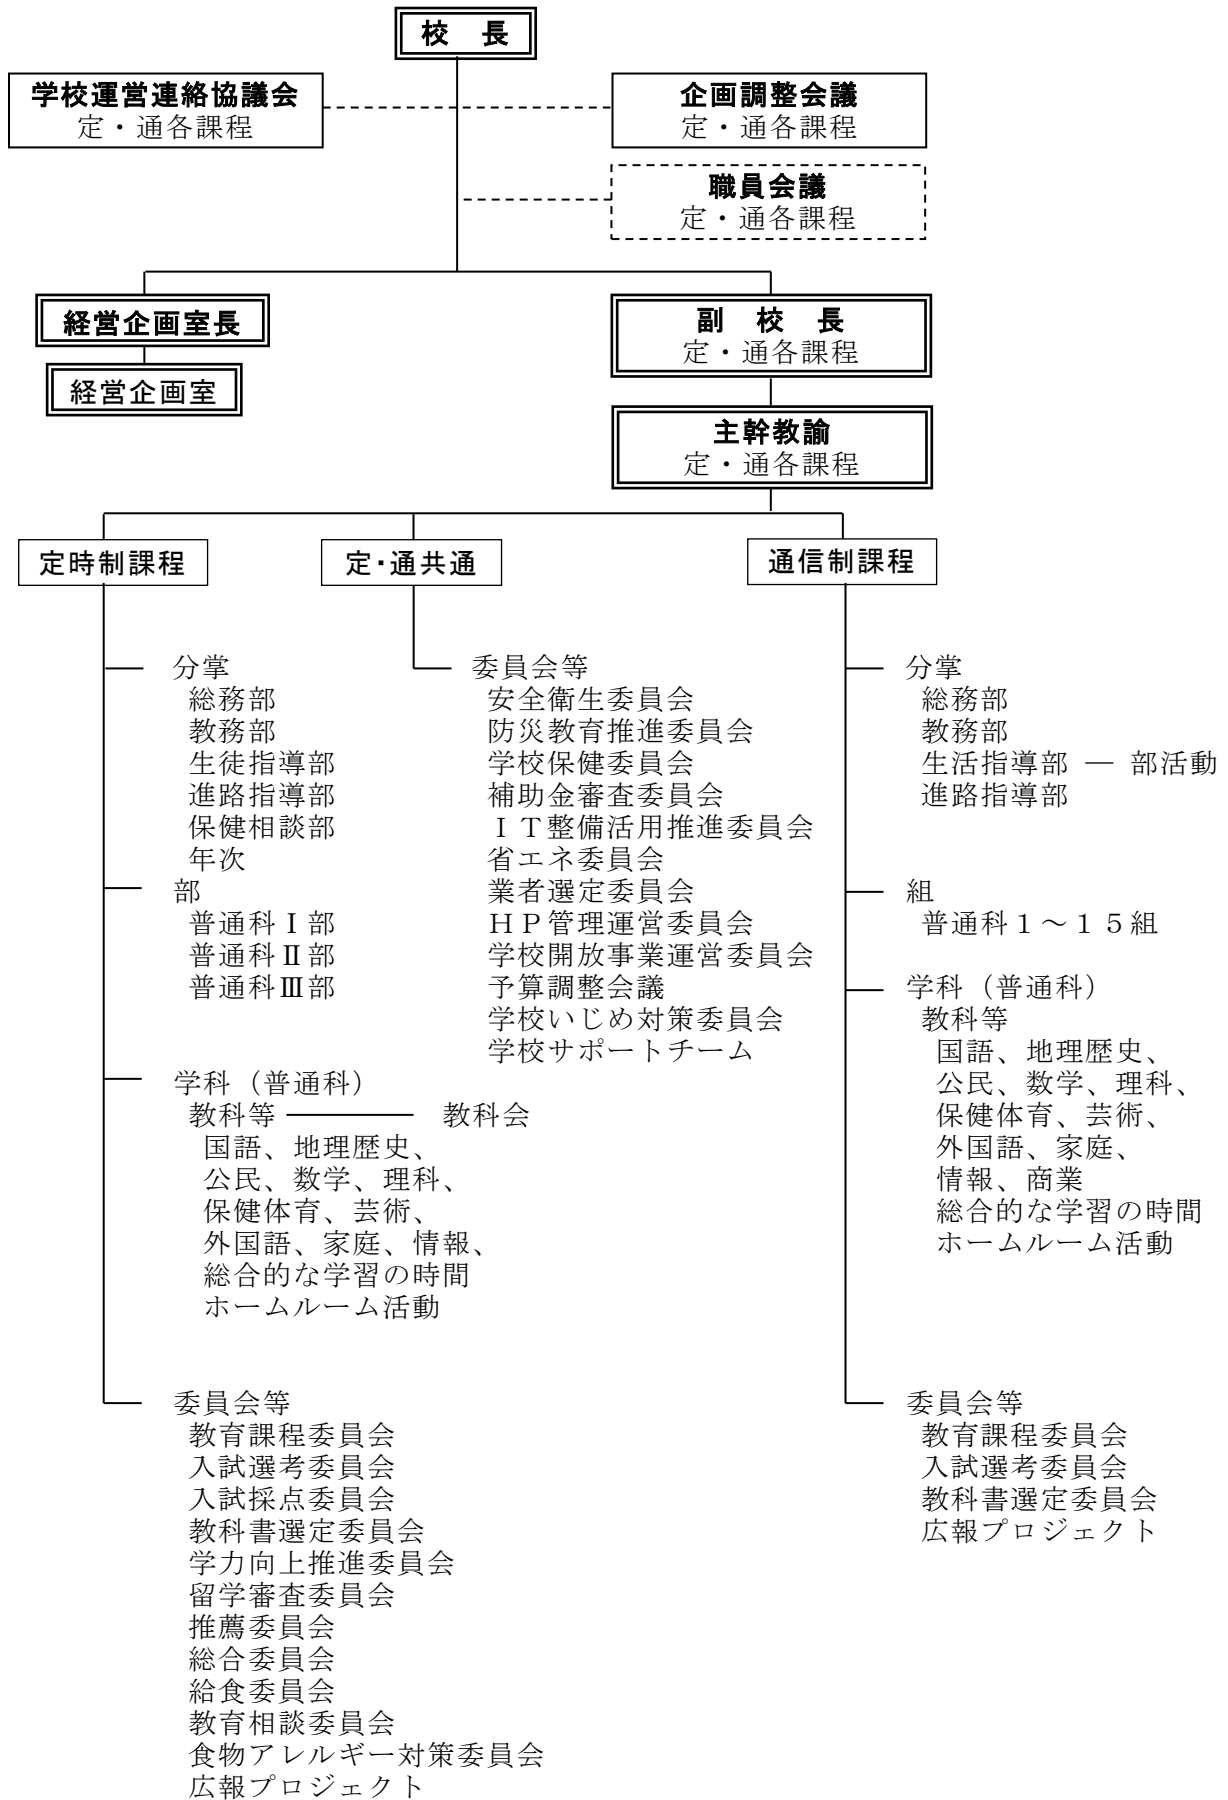 校　長
学校運営連絡協議会
定・通各課程
企画調整会議
定・通各課程
職員会議
定・通各課程
経営企画室長
経営企画室
副　校　長
定・通各課程
主幹教諭
定・通各課程
定時制課程
分掌
総務部
教務部
生徒指導部
進路指導部
保健相談部
年次
部
普通科Ⅰ部
普通科Ⅱ部
普通科Ⅲ部
学科（普通科）
教科等 ――― 教科会
国語、地理歴史、
公民、数学、理科、
保健体育、芸術、
外国語、家庭、情報、
総合的な学習の時間
ホームルーム活動
委員会等
教育課程委員会
入試選考委員会
入試採点委員会
教科書選定委員会
学力向上推進委員会
留学審査委員会
推薦委員会
総合委員会
給食委員会
教育相談委員会
食物アレルギー対策委員会
広報プロジェクト
定・通共通
委員会等
安全衛生委員会
防災教育推進委員会
学校保健委員会
補助金審査委員会
ＩＴ整備活用推進委員会
省エネ委員会
業者選定委員会
ＨＰ管理運営委員会
学校開放事業運営委員会
予算調整会議
学校いじめ対策委員会
学校サポートチーム
通信制課程
分掌
総務部
教務部
生活指導部 ― 部活動
進路指導部
組
普通科１～１５組
学科（普通科）
教科等
国語、地理歴史、
公民、数学、理科、
保健体育、芸術、
外国語、家庭、
情報、商業
総合的な学習の時間
ホームルーム活動
委員会等
教育課程委員会
入試選考委員会
教科書選定委員会
広報プロジェクト